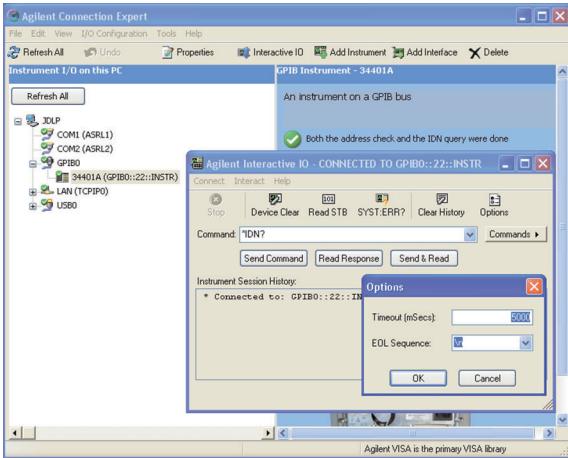 Agilent Connection Expert
File Edit View I/O Configuration Tools Help
Refresh All Undo Properties Interactive IO Add Instrument Add Interface Delete
Instrument I/O on this PC
GPIB Instrument - 34401A
Refresh All
An instrument on a GPIB bus
JDLP
COM1 (ASRL1)
COM2 (ASRL2)
GPIB0
34401A (GPIB0::22::INSTR)
LAN (TCPIP0)
USB0
Both the address check and the IDN query were done
Agilent Interactive IO - CONNECTED TO GPIB0::22::INSTR
Connect Interact Help
Stop Device Clear Read STB SYST:ERR? Clear History Options
Command: *IDN? Commands
Send Command Read Response Send & Read
Instrument Session History:
* Connected to: GPIB0::22::IN
Options
Timeout (mSecs): 5000
EOL Sequence: \n
OK Cancel
Agilent VISA is the primary VISA library